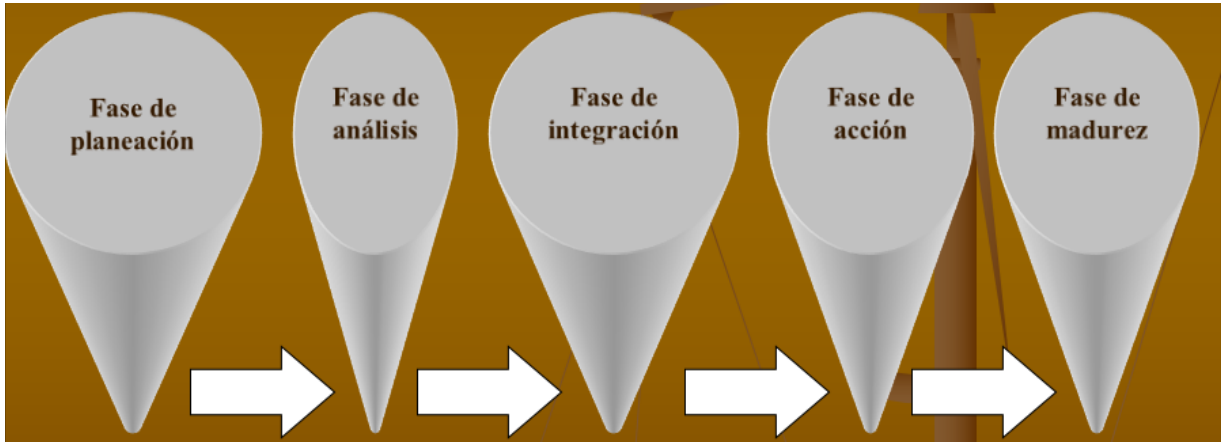 Fase de
planeación
Fase de
análisis
Fase de
integración
Fase de
acción
Fase de
madurez